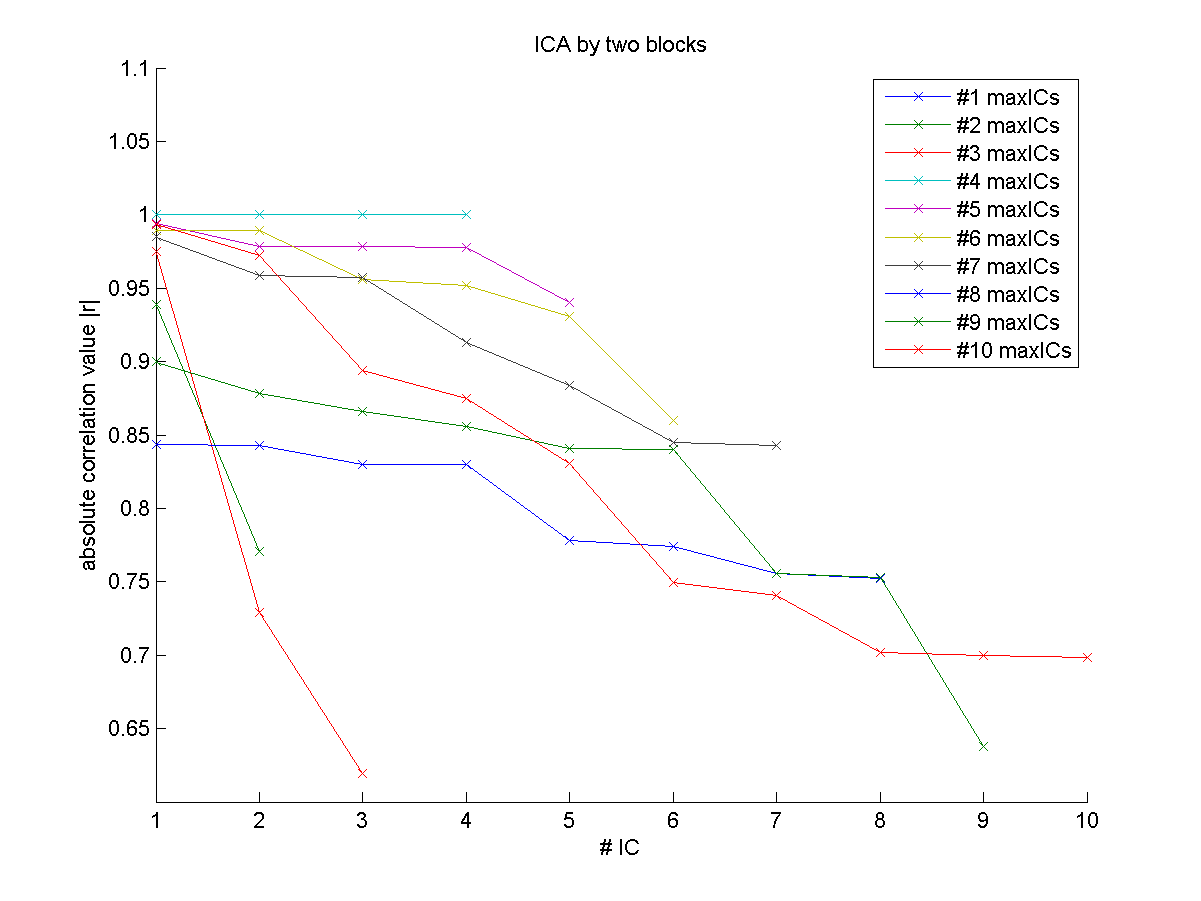 ICA by two blocks
1.1
1.05
1
0.95
0.9
0.85
0.8
0.75
0.7
0.65
absolute correlation value |r|
1 2 3 4 5 6 7 8 9 10
# IC
#1 maxICs
#2 maxICs
#3 maxICs
#4 maxICs
#5 maxICs
#6 maxICs
#7 maxICs
#8 maxICs
#9 maxICs
#10 maxICs